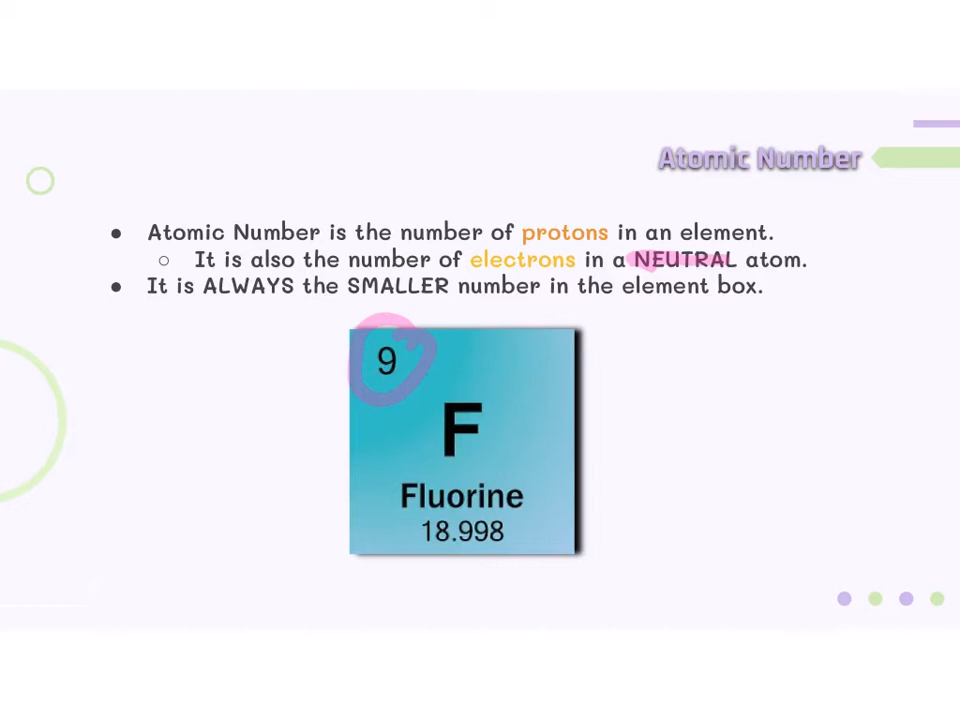 Atomic Number
● Atomic Number is the number of protons in an element.
○ It is also the number of electrons in a NEUTRAL atom.
● It is ALWAYS the SMALLER number in the element box.
9
F
Fluorine
18.998